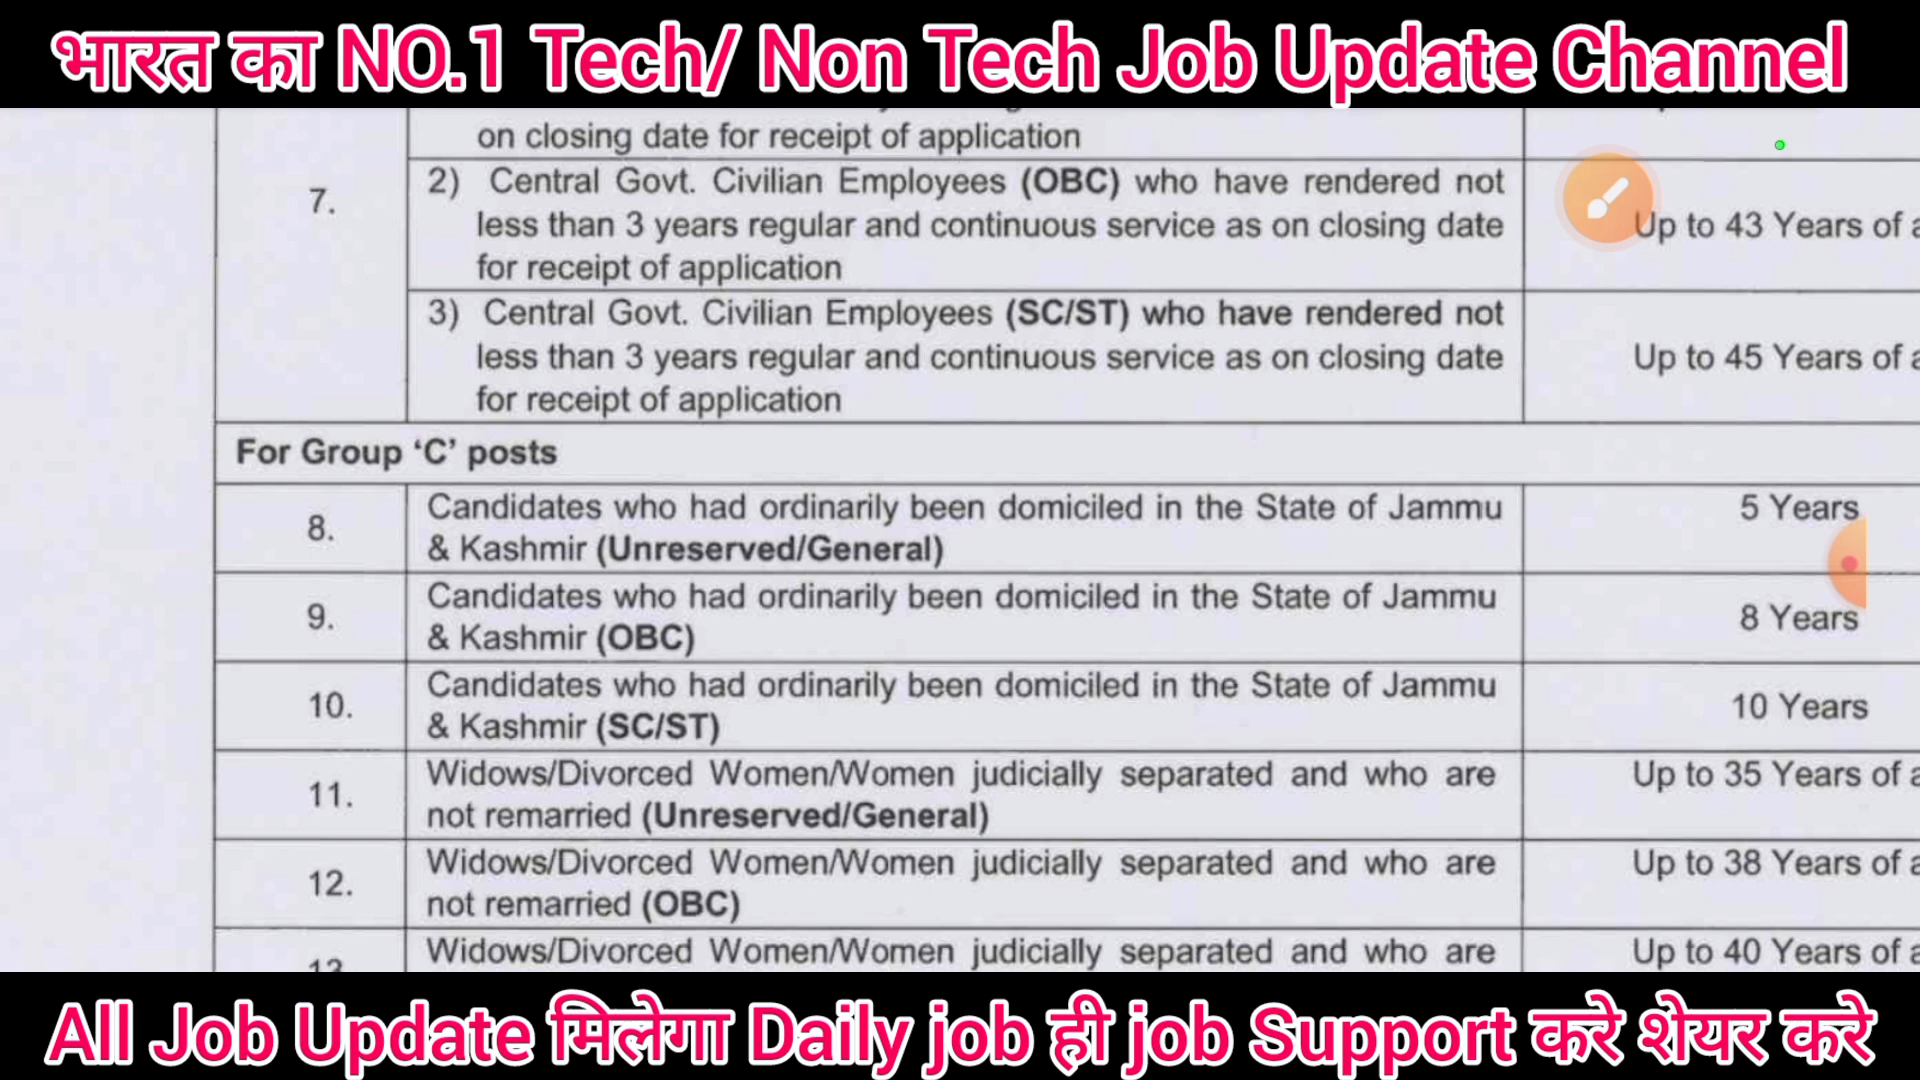 भारत का NO.1 Tech/ Non Tech Job Update Channel
on closing date for receipt of application
7.
2) Central Govt. Civilian Employees (OBC) who have rendered not
less than 3 years regular and continuous service as on closing date
for receipt of application
Up to 43 Years of a
3) Central Govt. Civilian Employees (SC/ST) who have rendered not
less than 3 years regular and continuous service as on closing date
for receipt of application
Up to 45 Years of a
For Group ‘C’ posts
8.
Candidates who had ordinarily been domiciled in the State of Jammu
& Kashmir (Unreserved/General)
5 Years
9.
Candidates who had ordinarily been domiciled in the State of Jammu
& Kashmir (OBC)
8 Years
10.
Candidates who had ordinarily been domiciled in the State of Jammu
& Kashmir (SC/ST)
10 Years
11.
Widows/Divorced Women/Women judicially separated and who are
not remarried (Unreserved/General)
Up to 35 Years of a
12.
Widows/Divorced Women/Women judicially separated and who are
not remarried (OBC)
Up to 38 Years of a
13
Widows/Divorced Women/Women judicially separated and who are
Up to 40 Years of a
All Job Update मिलेगा Daily job ही job Support करे शेयर करे